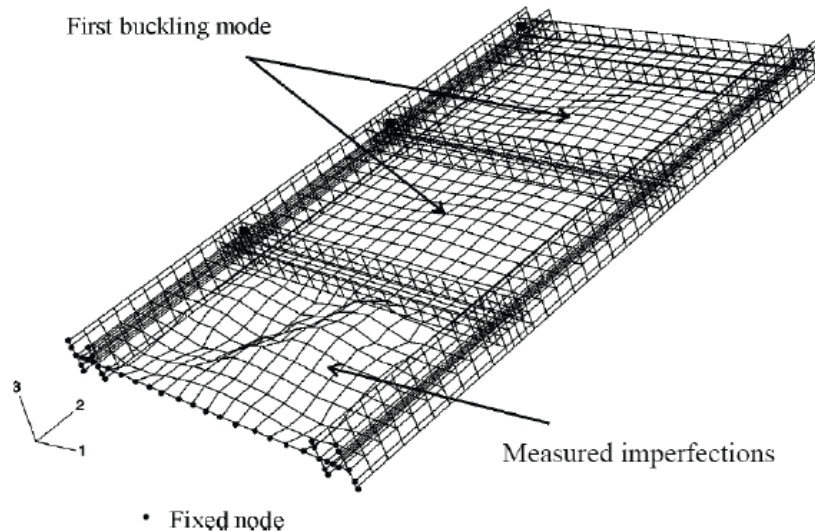 First buckling mode
3
2
1
Measured imperfections
• Fixed node